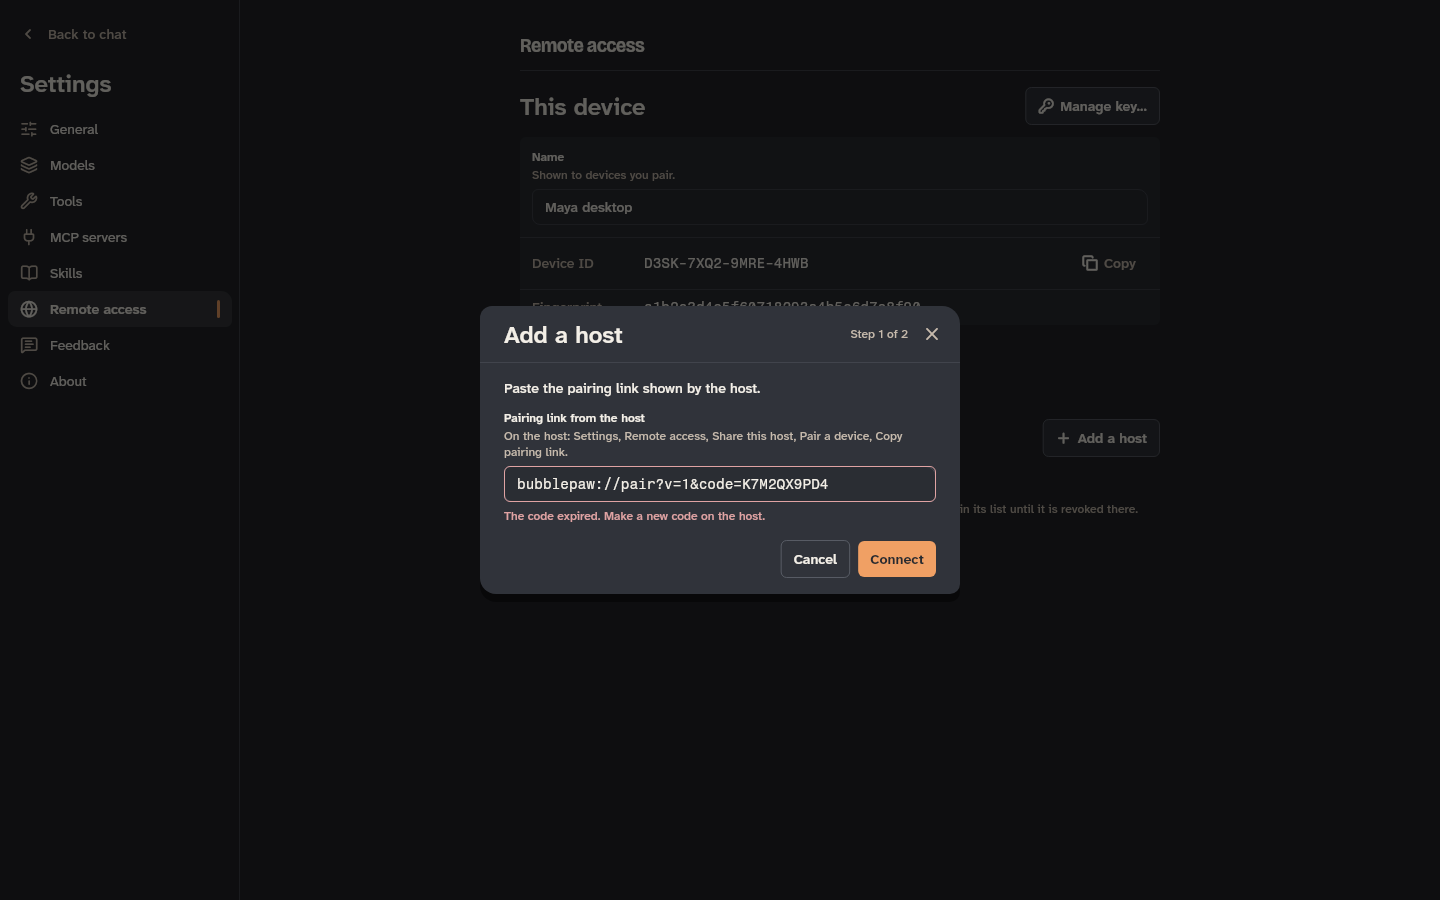 Back to chat
Settings
General
Models
Tools
MCP servers
Skills
Remote access
Feedback
About
Remote access
This device
Manage key...
Name
Shown to devices you pair.
Maya desktop
Device ID
D3SK-7XQ2-9MRE-4HWB
Copy
Add a host
Step 1 of 2
Paste the pairing link shown by the host.
Pairing link from the host
On the host: Settings, Remote access, Share this host, Pair a device, Copy
pairing link.
bubblepaw://pair?v=1&code=K7M2QX9PD4
The code expired. Make a new code on the host.
Cancel
Connect
Add a host
in its list until it is revoked there.